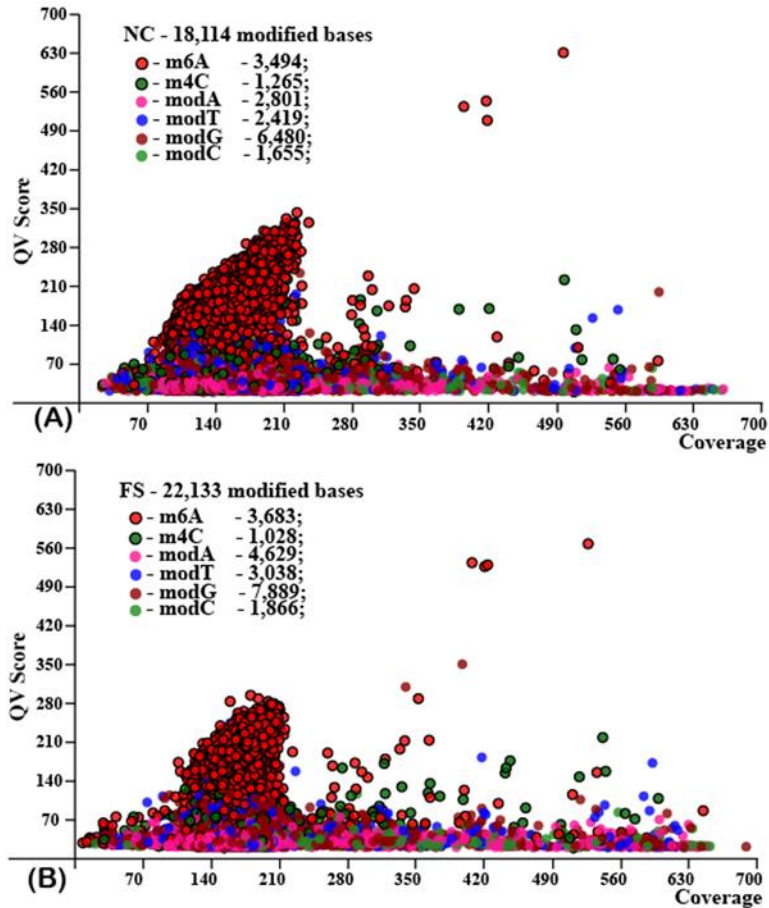 700
630
560
490
420
350
280
210
140
70
QV Score
NC - 18,114 modified bases
- m6A - 3,494;
- m4C - 1,265;
- modA - 2,801;
- modT - 2,419;
- modG - 6,480;
- modC - 1,655;
(A)
70 140 210 280 350 420 490 560 630 700
Coverage
700
630
560
490
420
350
280
210
140
70
QV Score
FS - 22,133 modified bases
- m6A - 3,683;
- m4C - 1,028;
- modA - 4,629;
- modT - 3,038;
- modG - 7,889;
- modC - 1,866;
(B)
70 140 210 280 350 420 490 560 630 700
Coverage